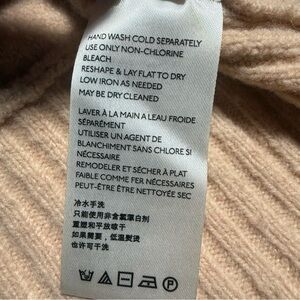 HAND WASH COLD SEPARATELY
USE ONLY NON-CHLORINE
BLEACH
RESHAPE & LAY FLAT TO DRY
LOW IRON AS NEEDED
MAY BE DRY CLEANED
LAVER À LA MAIN A LEAU FROIDE
SÉPARÉMENT
UTILISER UN AGENT DE
BLANCHIMENT SANS CHLORE SI
NÉCESSAIRE
REMODELER ET SÉCHER À PLAT
FAIBLE COMME FER NÉCESSAIRES
PEUT-ÊTRE ÊTRE NETTOYÉ SEC
冷水手洗
只能使用非含氯漂白剂
重塑和平放晾干
如果需要，低温熨烫
也许可干洗